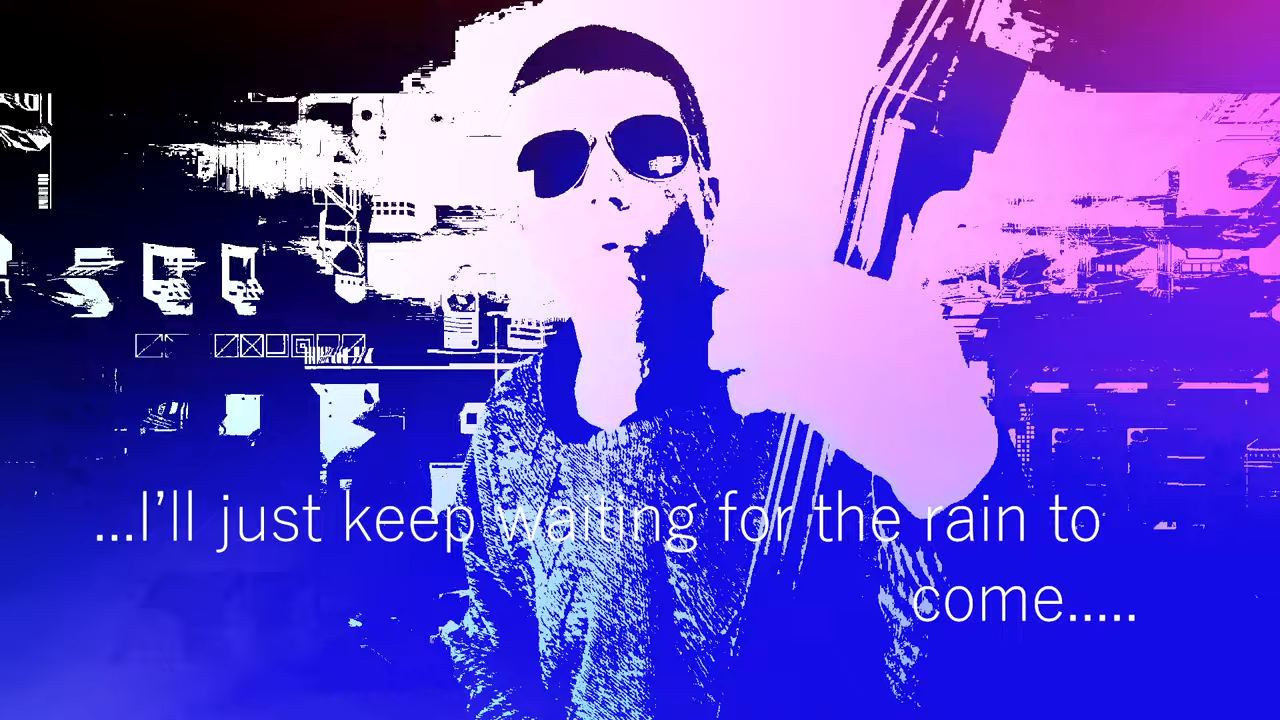 ...I’ll just keep waiting for the rain to
come.....